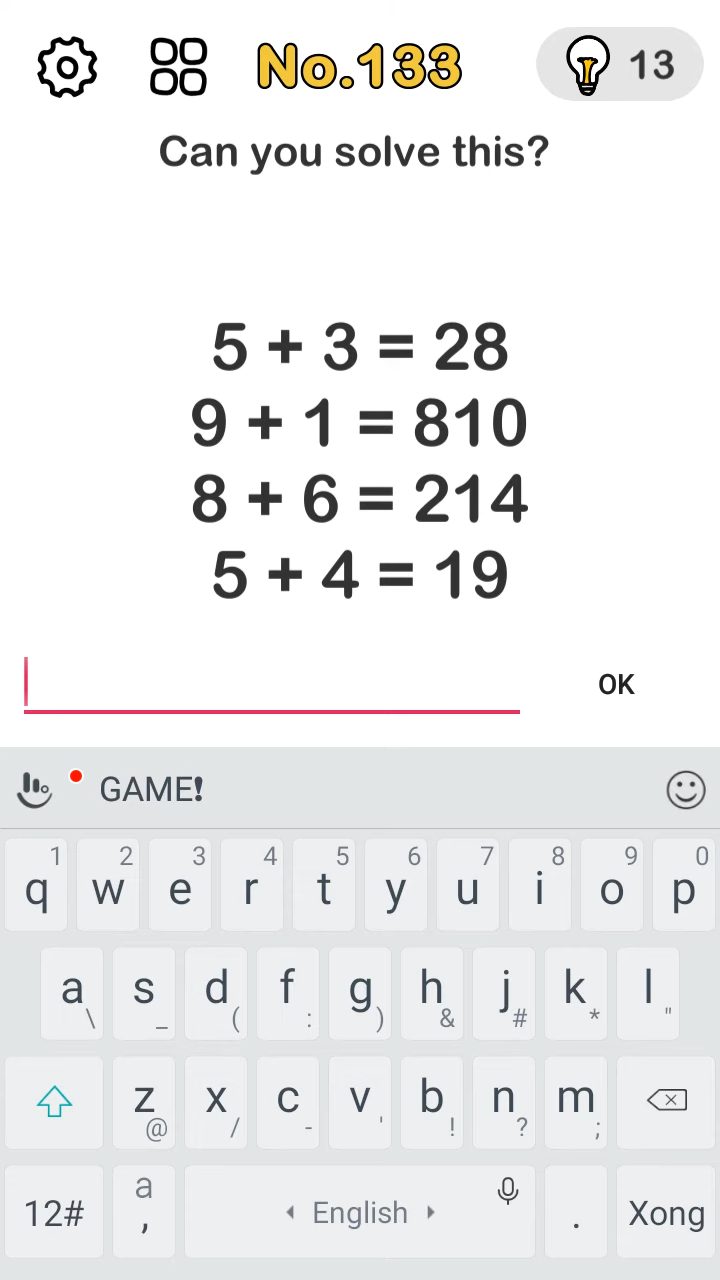 No.133 13
Can you solve this?
5 + 3 = 28
9 + 1 = 810
8 + 6 = 214
5 + 4 = 19
OK
GAME!
1 2 3 4 5 6 7 8 9 0
q w e r t y u i o p
a s d f g h j k l
\ _ ( : ) & # * "
z x c v b n m
@ / - ' ! ? ;
12# a , English . Xong